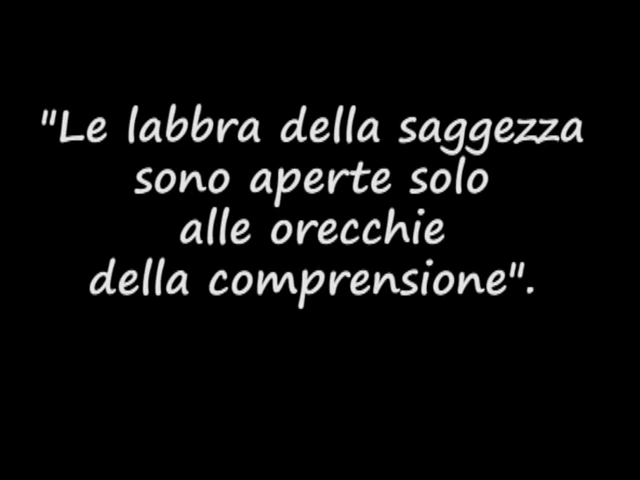 "Le labbra della saggezza
sono aperte solo
alle orecchie
della comprensione".